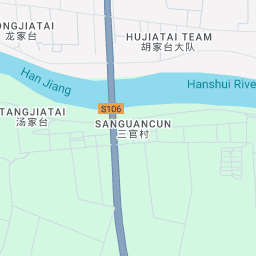 ONGJIATAI
龙家台
HUJIATAI TEAM
胡家台大队
Han Jiang
Hanshui Rive
S106
TANGJIATAI
汤家台
SANGUANCUN
三官村